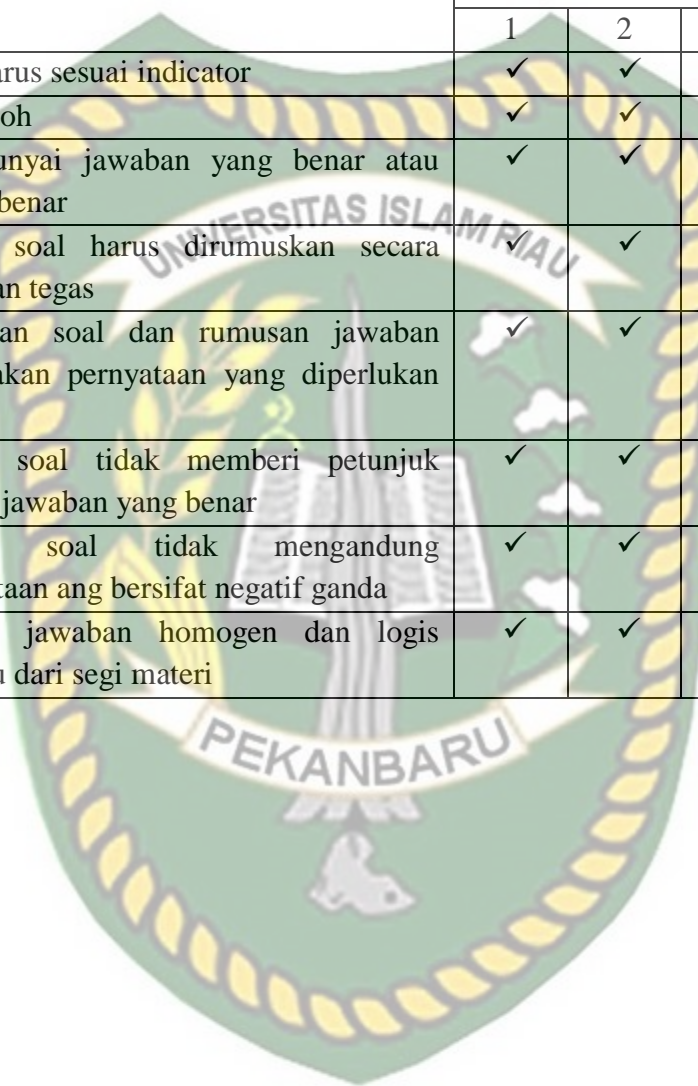 1 2
arus sesuai indicator ✓ ✓
oh ✓ ✓
unyai jawaban yang benar atau ✓ ✓
benar
soal harus dirumuskan secara ✓ ✓
an tegas
an soal dan rumusan jawaban ✓ ✓
akan pernyataan yang diperlukan
soal tidak memberi petunjuk ✓ ✓
jawaban yang benar
soal tidak mengandung ✓ ✓
taan ang bersifat negatif ganda
jawaban homogen dan logis ✓ ✓
u dari segi materi
UNIVERSITAS ISLAM RIAU
PEKANBARU